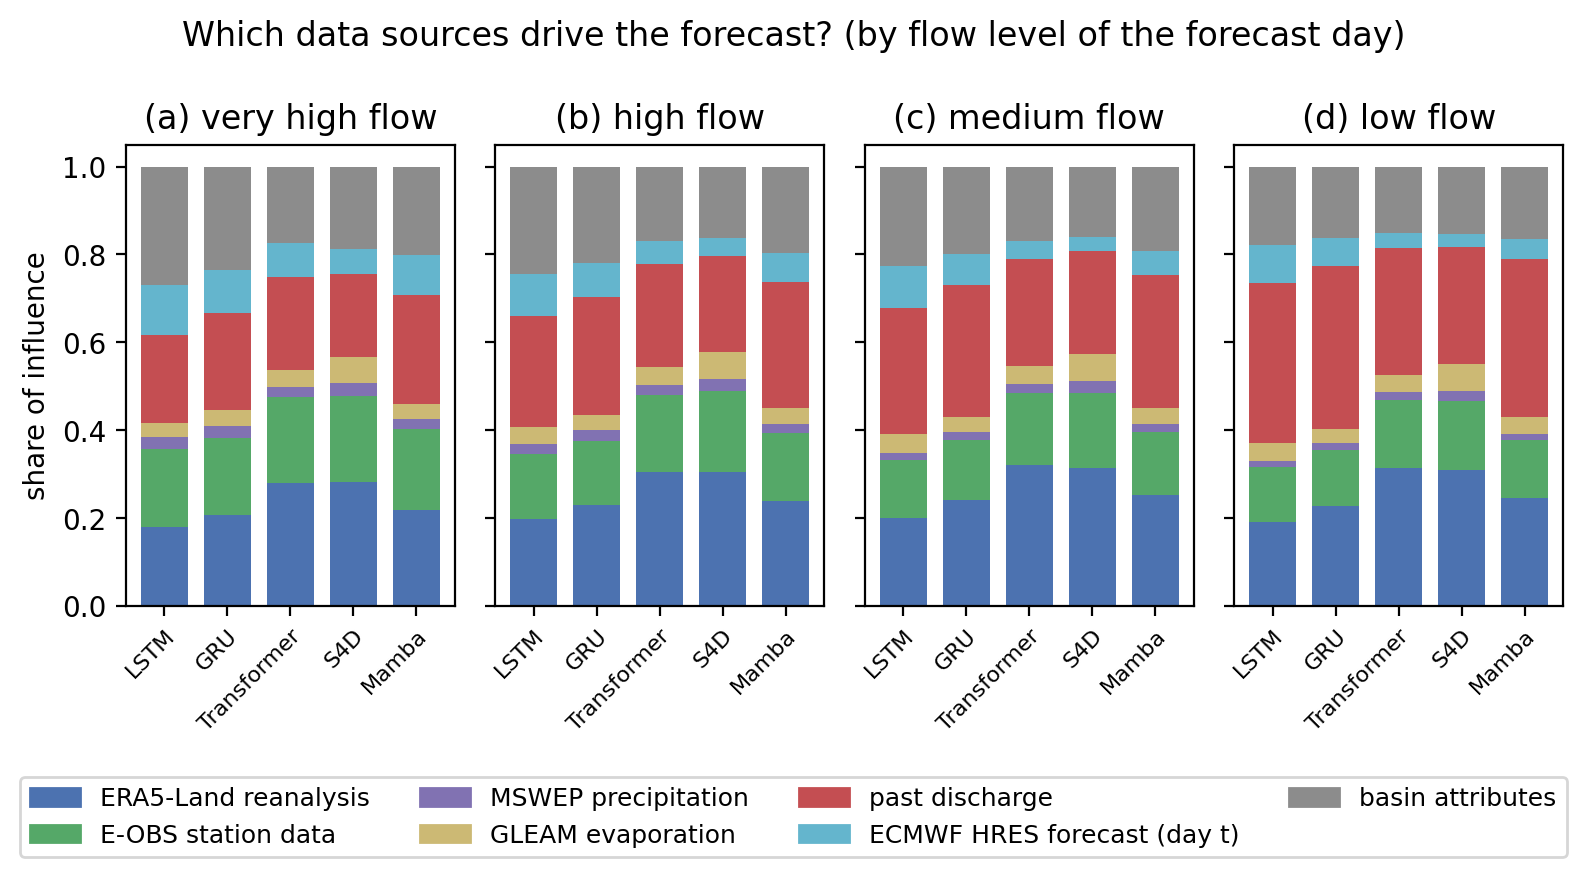 Which data sources drive the forecast? (by flow level of the forecast day)
(a) very high flow
(b) high flow
(c) medium flow
(d) low flow
share of influence
1.0
0.8
0.6
0.4
0.2
0.0
LSTM
GRU
Transformer
S4D
Mamba
LSTM
GRU
Transformer
S4D
Mamba
LSTM
GRU
Transformer
S4D
Mamba
LSTM
GRU
Transformer
S4D
Mamba
ERA5-Land reanalysis
E-OBS station data
MSWEP precipitation
GLEAM evaporation
past discharge
ECMWF HRES forecast (day t)
basin attributes